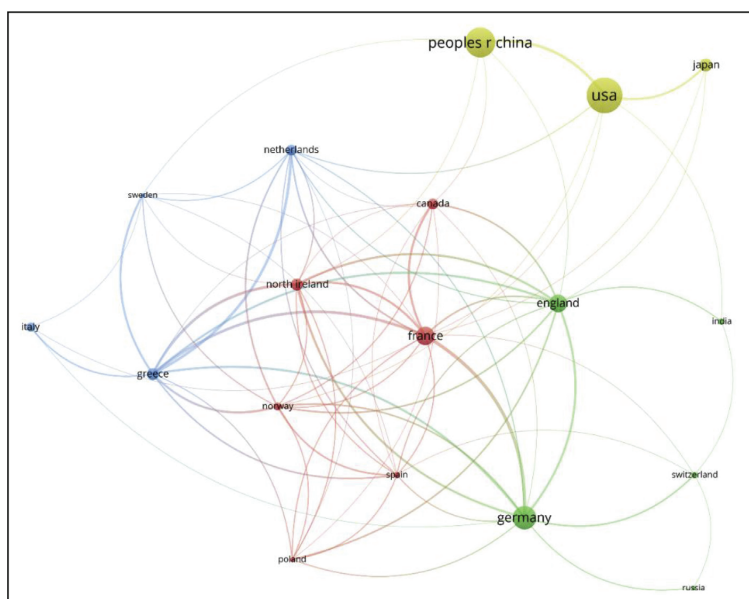 peoples r china
japan
usa
netherlands
sweden
canada
north ireland
england
india
italy
france
greece
norway
spain
switzerland
germany
poland
russia